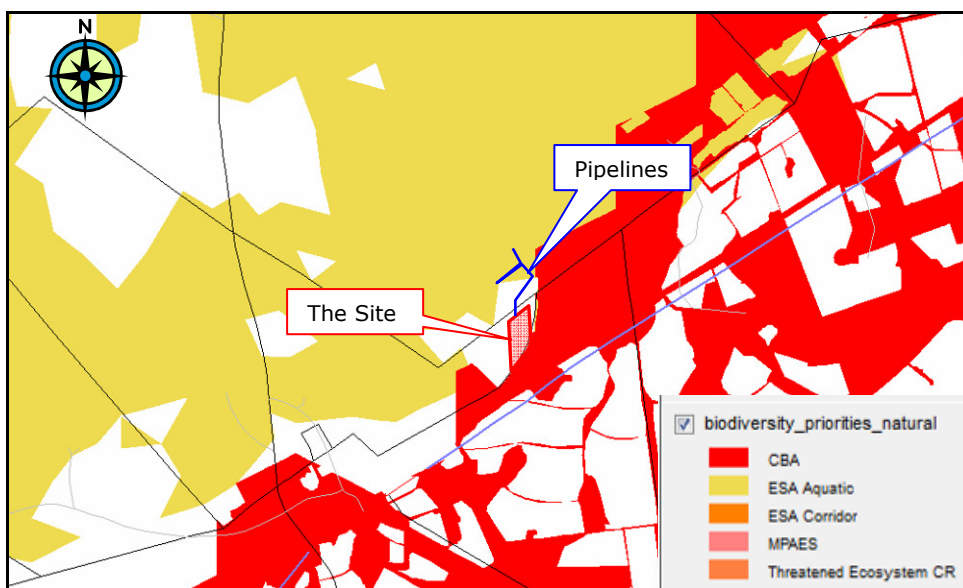 N
Pipelines
The Site
biodiversity_priorities_natural
CBA
ESA Aquatic
ESA Corridor
MPAES
Threatened Ecosystem CR